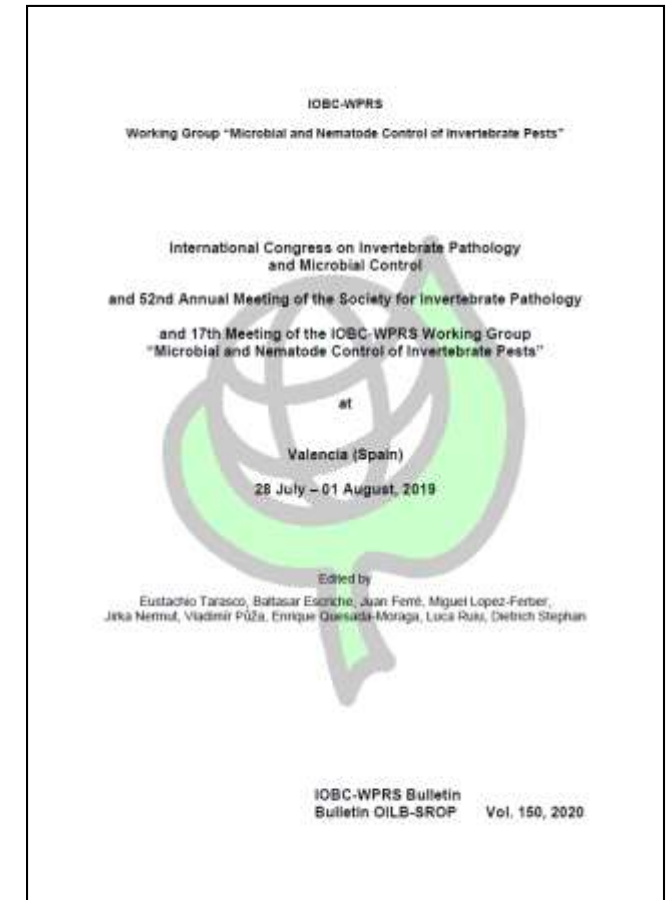 IOBC-WPRS
Working Group “Microbial and Nematode Control of Invertebrate Pests”
International Congress on Invertebrate Pathology
and Microbial Control
and 52nd Annual Meeting of the Society for Invertebrate Pathology
and 17th Meeting of the IOBC-WPRS Working Group
“Microbial and Nematode Control of Invertebrate Pests”
at
Valencia (Spain)
28 July – 01 August, 2019
Edited by
Eustachio Tarasco, Baltasar Escriche, Juan Ferré, Miguel Lopez-Ferber,
Jirka Nermut, Vladimír Půža, Enrique Quesada-Moraga, Luca Ruiu, Dietrich Stephan
IOBC-WPRS Bulletin
Bulletin OILB-SROP Vol. 150, 2020